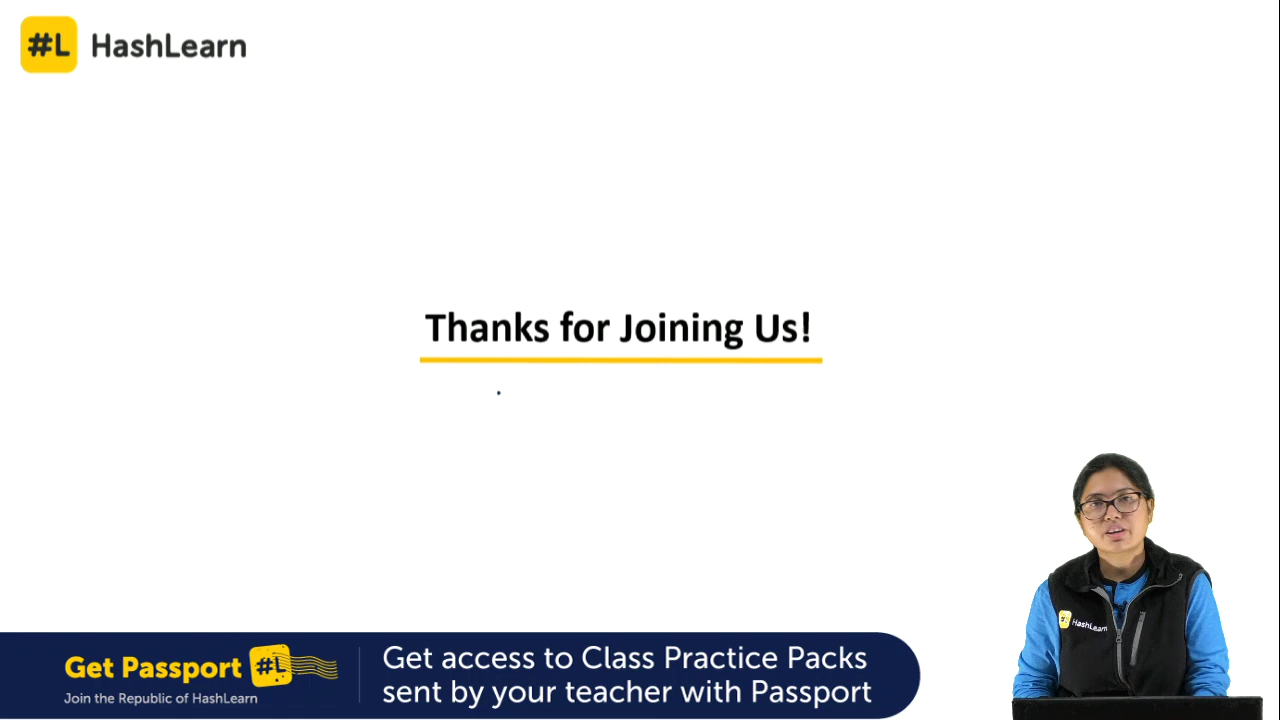 #L HashLearn
Thanks for Joining Us!
#L HashLearn
Get Passport #L
Join the Republic of HashLearn
Get access to Class Practice Packs
sent by your teacher with Passport